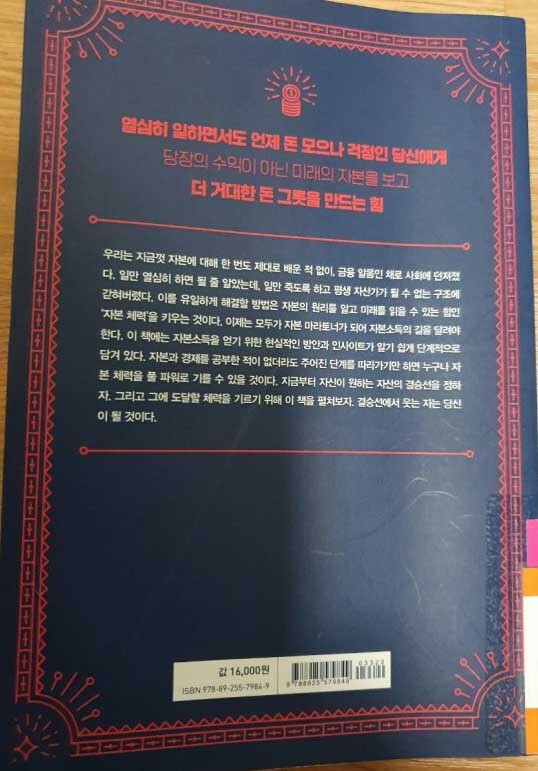 열심히 일하면서도 언제 돈 모으나 걱정인 당신에게
당장의 수익이 아닌 미래의 자본을 보고
더 거대한 돈 그릇을 만드는 힘
우리는 지금껏 자본에 대해 한 번도 제대로 배운 적 없이, 금융 알몸인 채로 사회에 던져졌
다. 일만 열심히 하면 될 줄 알았는데, 일만 죽도록 하고 평생 자산가가 될 수 없는 구조에
갇혀버렸다. 이를 유일하게 해결할 방법은 자본의 원리를 알고 미래를 읽을 수 있는 힘인
'자본 체력'을 키우는 것이다. 이제는 모두가 자본 마라토너가 되어 자본소득의 길을 달려야
한다. 이 책에는 자본소득을 얻기 위한 현실적인 방안과 인사이트가 알기 쉽게 단계적으로
담겨 있다. 자본과 경제를 공부한 적이 없더라도 주어진 단계를 따라가기만 하면 누구나 자
본 체력을 풀 파워로 기를 수 있을 것이다. 지금부터 자신이 원하는 자산의 결승선을 정하
자. 그리고 그에 도달할 체력을 기르기 위해 이 책을 펼쳐보자. 결승선에서 웃는 자는 당신
이 될 것이다.
값 16,000원
ISBN 978-89-255-7984-9
03320
9 788925 579849